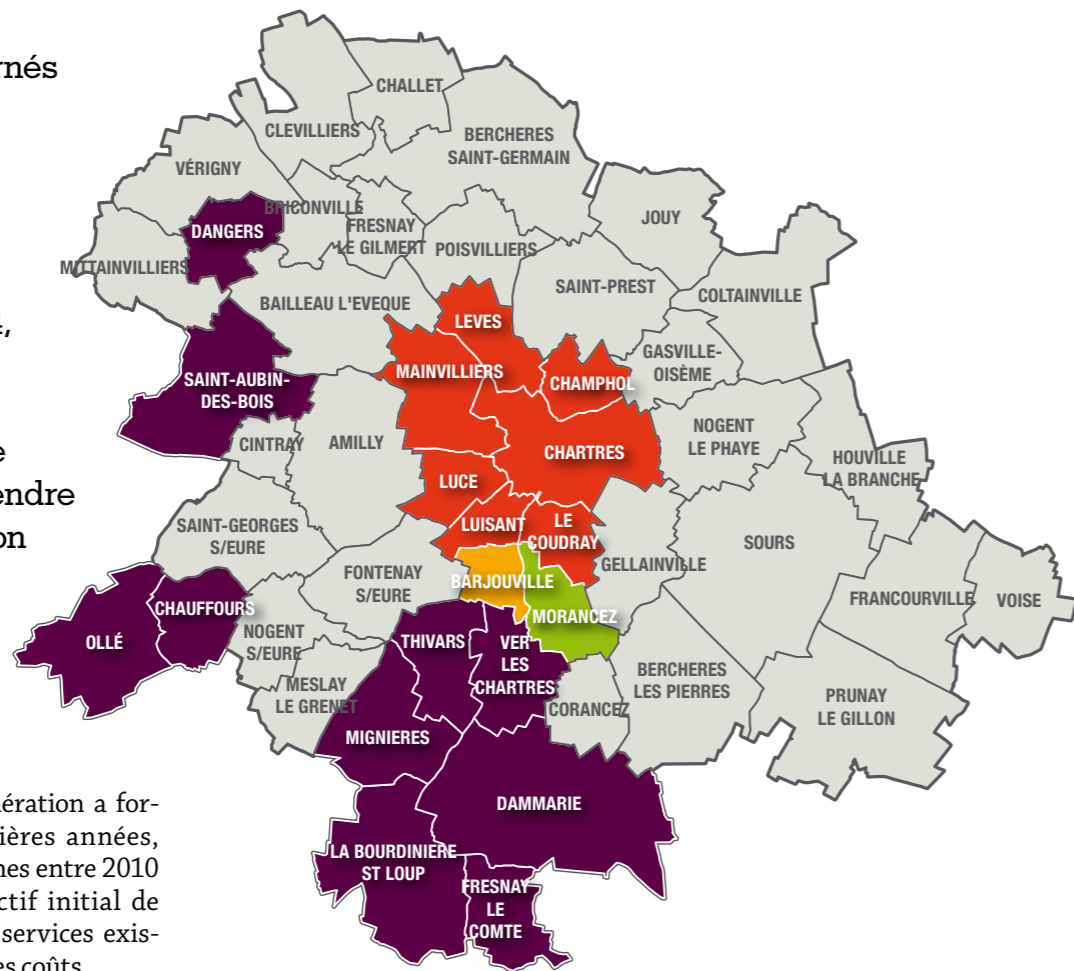 rnés
e
endre
on
CHALLET
CLEVILLIERS
BERCHERES
SAINT-GERMAIN
VÉRIGNY
BRICONVILLE
JOUY
DANGERS
FRESNAY
LE GILMERT
POISVILLIERS
MITTAINVILLIERS
SAINT-PREST
COLTAINVILLE
BAILLEAU L'EVEQUE
LEVES
GASVILLE-
OISÈME
MAINVILLIERS
CHAMPHOL
SAINT-AUBIN-
DES-BOIS
NOGENT
LE PHAYE
CINTRAY
AMILLY
CHARTRES
HOUVILLE
LA BRANCHE
LUCE
LUISANT
LE
COUDRAY
SAINT-GEORGES
S/EURE
SOURS
GELLAINVILLE
FONTENAY
S/EURE
BARJOUVILLE
MORANCEZ
FRANCOURVILLE
VOISE
CHAUFFOURS
OLLÉ
NOGENT
S/EURE
THIVARS
VER
LES
CHARTRES
BERCHERES
LES PIERRES
MESLAY
LE GRENET
CORANCEZ
PRUNAY
LE GILLON
MIGNIERES
DAMMARIE
LA BOURDINIERE
ST LOUP
FRESNAY
LE
COMTE
nération a for-
ières années,
nes entre 2010
ctif initial de
services exis-
es coûts